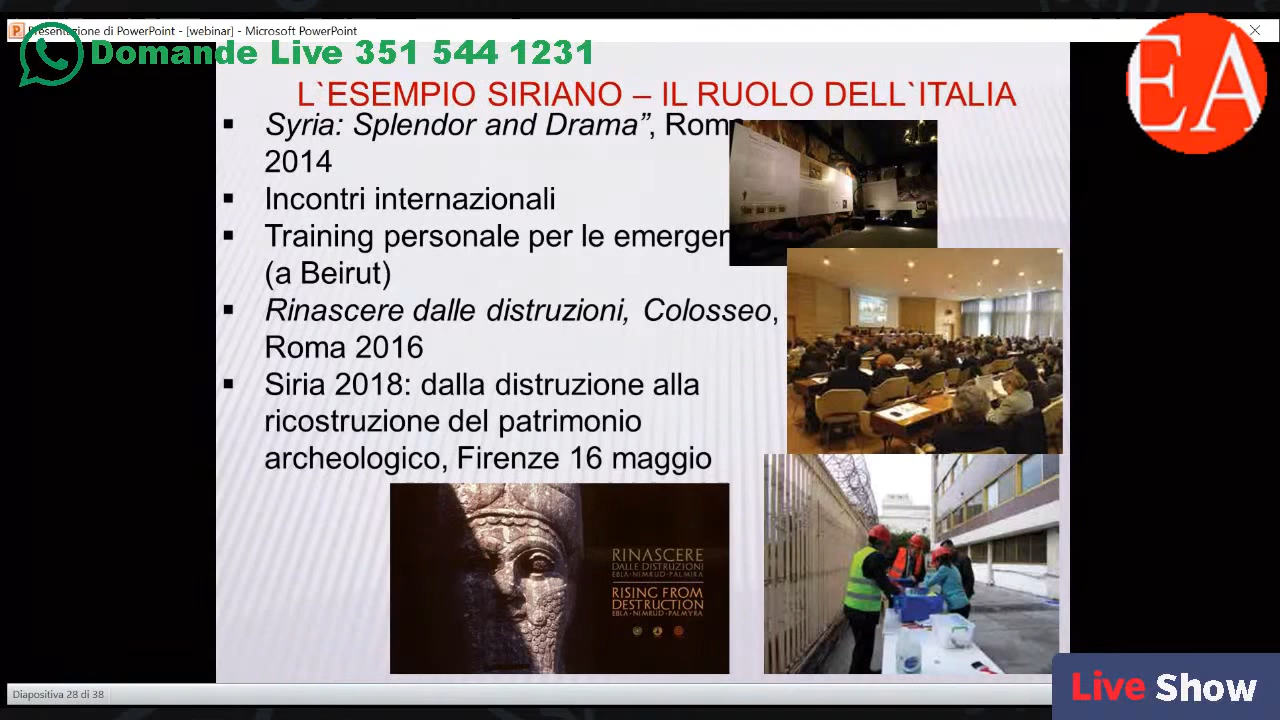 Presentazione di PowerPoint - [webinar] - Microsoft PowerPoint
Domande Live 351 544 1231
EA
L`ESEMPIO SIRIANO – IL RUOLO DELL`ITALIA
▪ Syria: Splendor and Drama”, Roma
2014
▪ Incontri internazionali
▪ Training personale per le emergen
(a Beirut)
▪ Rinascere dalle distruzioni, Colosseo,
Roma 2016
▪ Siria 2018: dalla distruzione alla
ricostruzione del patrimonio
archeologico, Firenze 16 maggio
RINASCERE
DALLE DISTRUZIONI
EBLA•NIMRUD•PALMIRA
RISING FROM
DESTRUCTION
EBLA•NIMRUD•PALMYRA
Diapositiva 28 di 38
Live Show